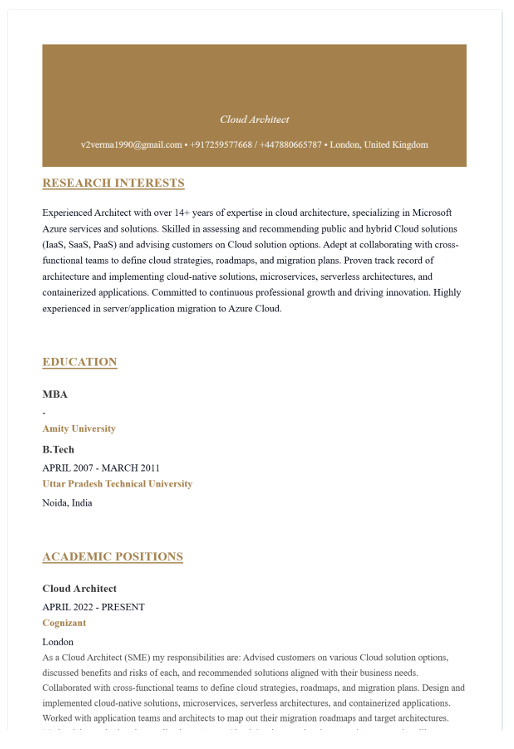 Cloud Architect
v2verma1990@gmail.com • +917259577668 / +447880665787 • London, United Kingdom
RESEARCH INTERESTS
Experienced Architect with over 14+ years of expertise in cloud architecture, specializing in Microsoft
Azure services and solutions. Skilled in assessing and recommending public and hybrid Cloud solutions
(IaaS, SaaS, PaaS) and advising customers on Cloud solution options. Adept at collaborating with cross-
functional teams to define cloud strategies, roadmaps, and migration plans. Proven track record of
architecture and implementing cloud-native solutions, microservices, serverless architectures, and
containerized applications. Committed to continuous professional growth and driving innovation. Highly
experienced in server/application migration to Azure Cloud.
EDUCATION
MBA
-
Amity University
B.Tech
APRIL 2007 - MARCH 2011
Uttar Pradesh Technical University
Noida, India
ACADEMIC POSITIONS
Cloud Architect
APRIL 2022 - PRESENT
Cognizant
London
As a Cloud Architect (SME) my responsibilities are: Advised customers on various Cloud solution options,
discussed benefits and risks of each, and recommended solutions aligned with their business needs.
Collaborated with cross-functional teams to define cloud strategies, roadmaps, and migration plans. Design and
implemented cloud-native solutions, microservices, serverless architectures, and containerized applications.
Worked with application teams and architects to map out their migration roadmaps and target architectures.